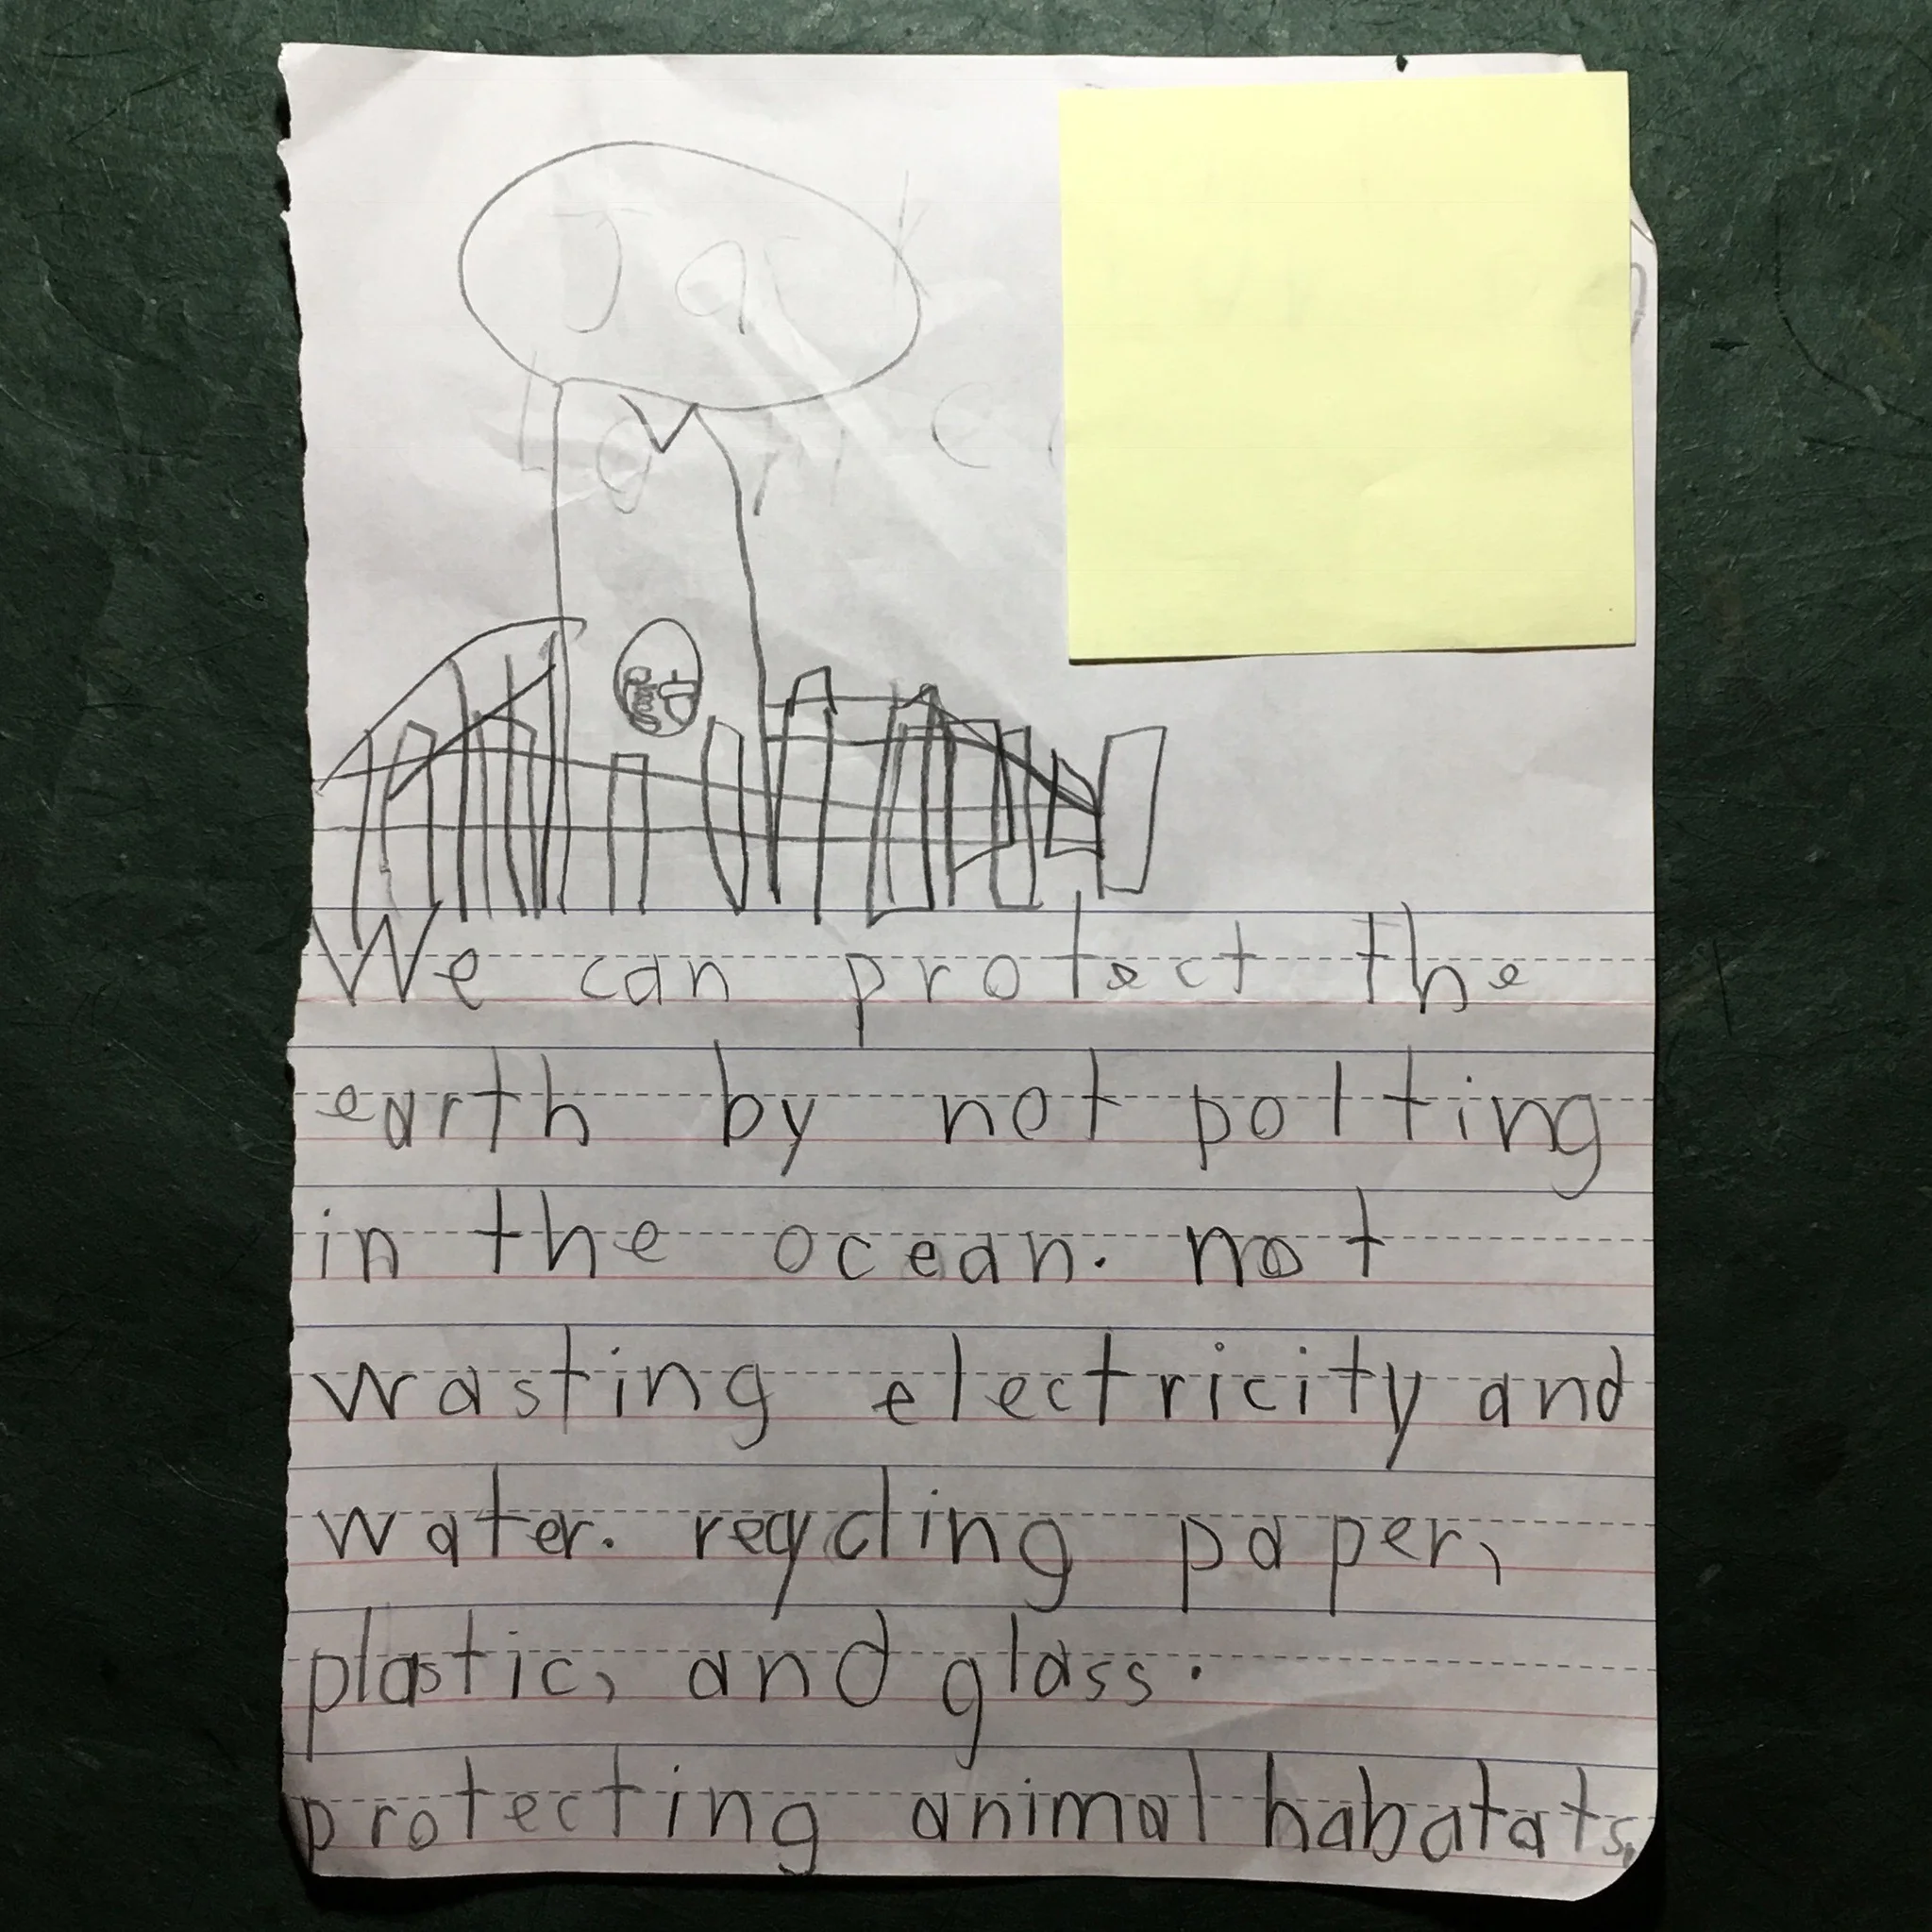 We can protect the
earth by not polting
in the ocean. not
wasting electricity and
water. recycling paper,
plastic, and glass.
protecting animal habatats.